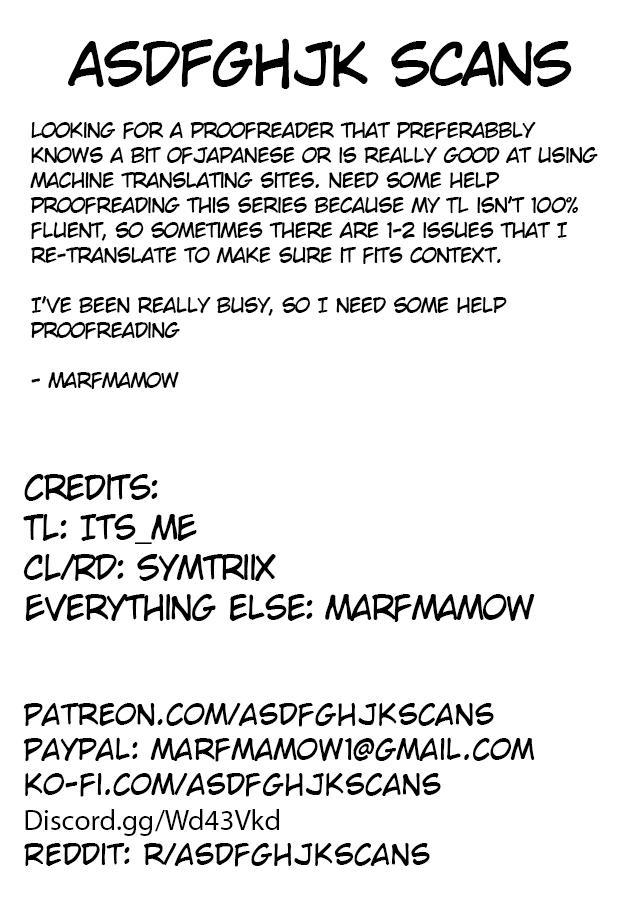 ASDFGHJK SCANS
LOOKING FOR A PROOFREADER THAT PREFERABBLY
KNOWS A BIT OFJAPANESE OR IS REALLY GOOD AT USING
MACHINE TRANSLATING SITES. NEED SOME HELP
PROOFREADING THIS SERIES BECAUSE MY TL ISN'T 100%
FLUENT, SO SOMETIMES THERE ARE 1-2 ISSUES THAT I
RE-TRANSLATE TO MAKE SURE IT FITS CONTEXT.
I'VE BEEN REALLY BUSY, SO I NEED SOME HELP
PROOFREADING
- MARFMAMOW
CREDITS:
TL: ITS_ME
CL/RD: SYMTRIIX
EVERYTHING ELSE: MARFMAMOW
PATREON.COM/ASDFGHJKSCANS
PAYPAL: MARFMAMOW1@GMAIL.COM
KO-FI.COM/ASDFGHJKSCANS
Discord.gg/Wd43Vkd
REDDIT: R/ASDFGHJKSCANS